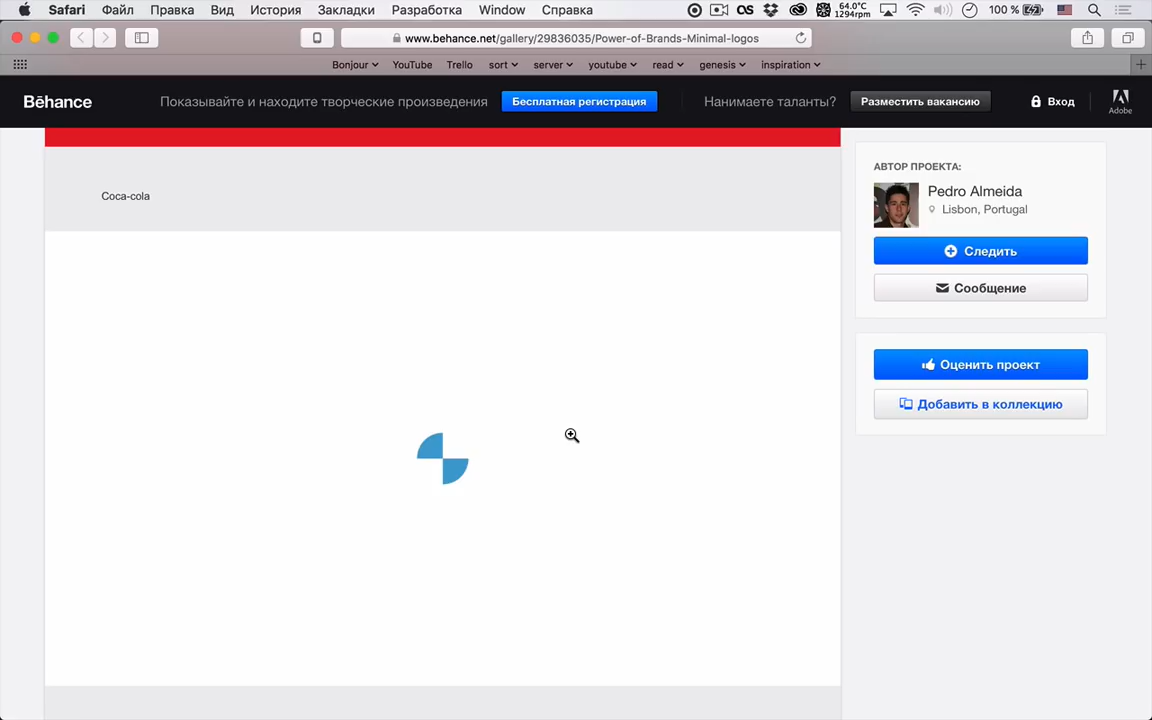 Safari Файл Правка Вид История Закладки Разработка Window Справка
64.0°C
1294rpm
100 %
www.behance.net/gallery/29836035/Power-of-Brands-Minimal-logos
Bonjour YouTube Trello sort server youtube read genesis inspiration
Bēhance Показывайте и находите творческие произведения Бесплатная регистрация Нанимаете таланты? Разместить вакансию Вход Adobe
Coca-cola
АВТОР ПРОЕКТА:
Pedro Almeida
Lisbon, Portugal
Следить
Сообщение
Оценить проект
Добавить в коллекцию